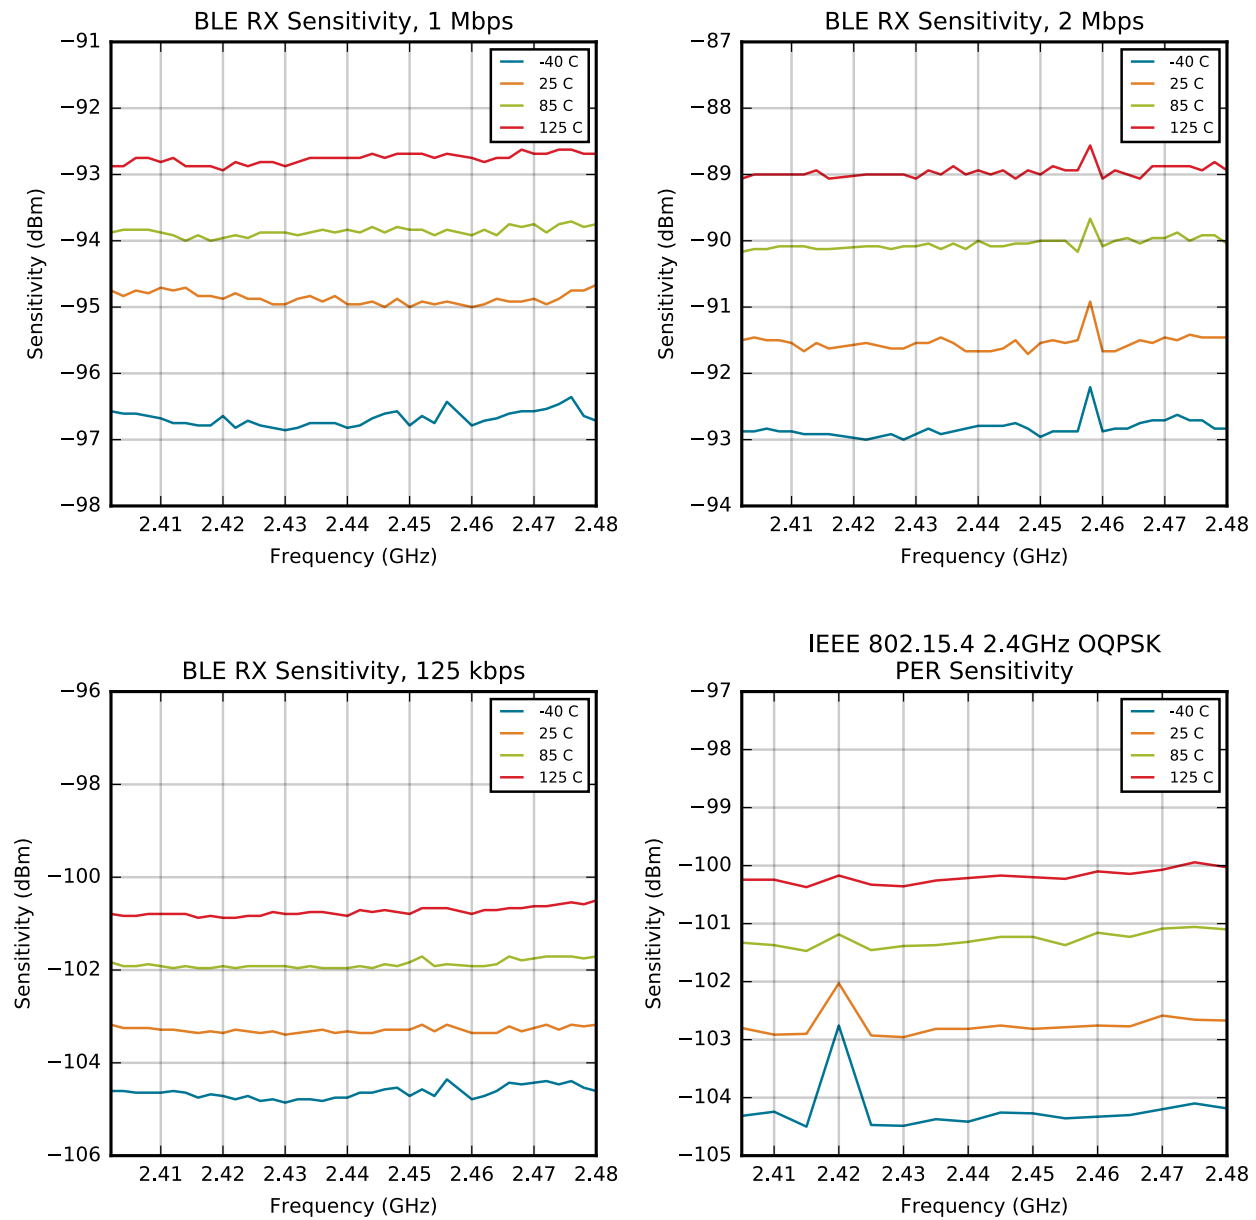 BLE RX Sensitivity, 1 Mbps
−91
−92
−93
−94
−95
−96
−97
−98
Sensitivity (dBm)
-40 C
25 C
85 C
125 C
2.41 2.42 2.43 2.44 2.45 2.46 2.47 2.48
Frequency (GHz)
BLE RX Sensitivity, 2 Mbps
−87
−88
−89
−90
−91
−92
−93
−94
Sensitivity (dBm)
-40 C
25 C
85 C
125 C
2.41 2.42 2.43 2.44 2.45 2.46 2.47 2.48
Frequency (GHz)
BLE RX Sensitivity, 125 kbps
−96
−98
−100
−102
−104
−106
Sensitivity (dBm)
-40 C
25 C
85 C
125 C
2.41 2.42 2.43 2.44 2.45 2.46 2.47 2.48
Frequency (GHz)
IEEE 802.15.4 2.4GHz OQPSK
PER Sensitivity
−97
−98
−99
−100
−101
−102
−103
−104
−105
Sensitivity (dBm)
-40 C
25 C
85 C
125 C
2.41 2.42 2.43 2.44 2.45 2.46 2.47 2.48
Frequency (GHz)